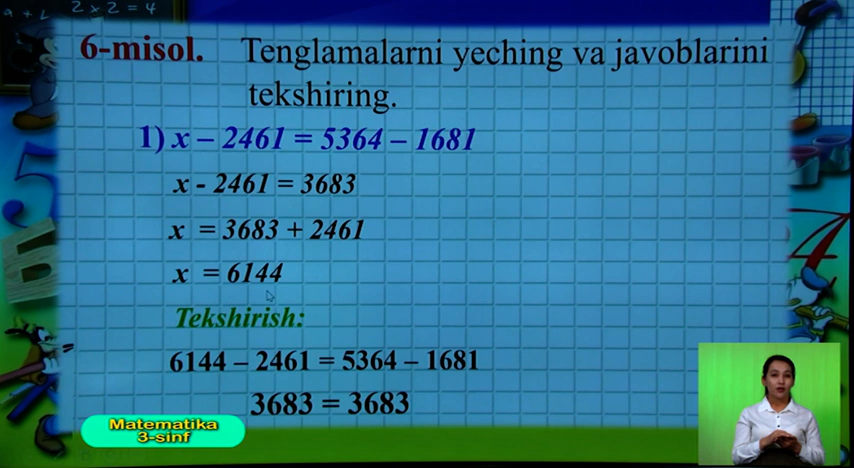 2 × 2 = 4
6-misol. Tenglamalarni yeching va javoblarini
tekshiring.
1) x – 2461 = 5364 – 1681
x - 2461 = 3683
x = 3683 + 2461
x = 6144
Tekshirish:
6144 – 2461 = 5364 – 1681
3683 = 3683
Matematika
3-sinf